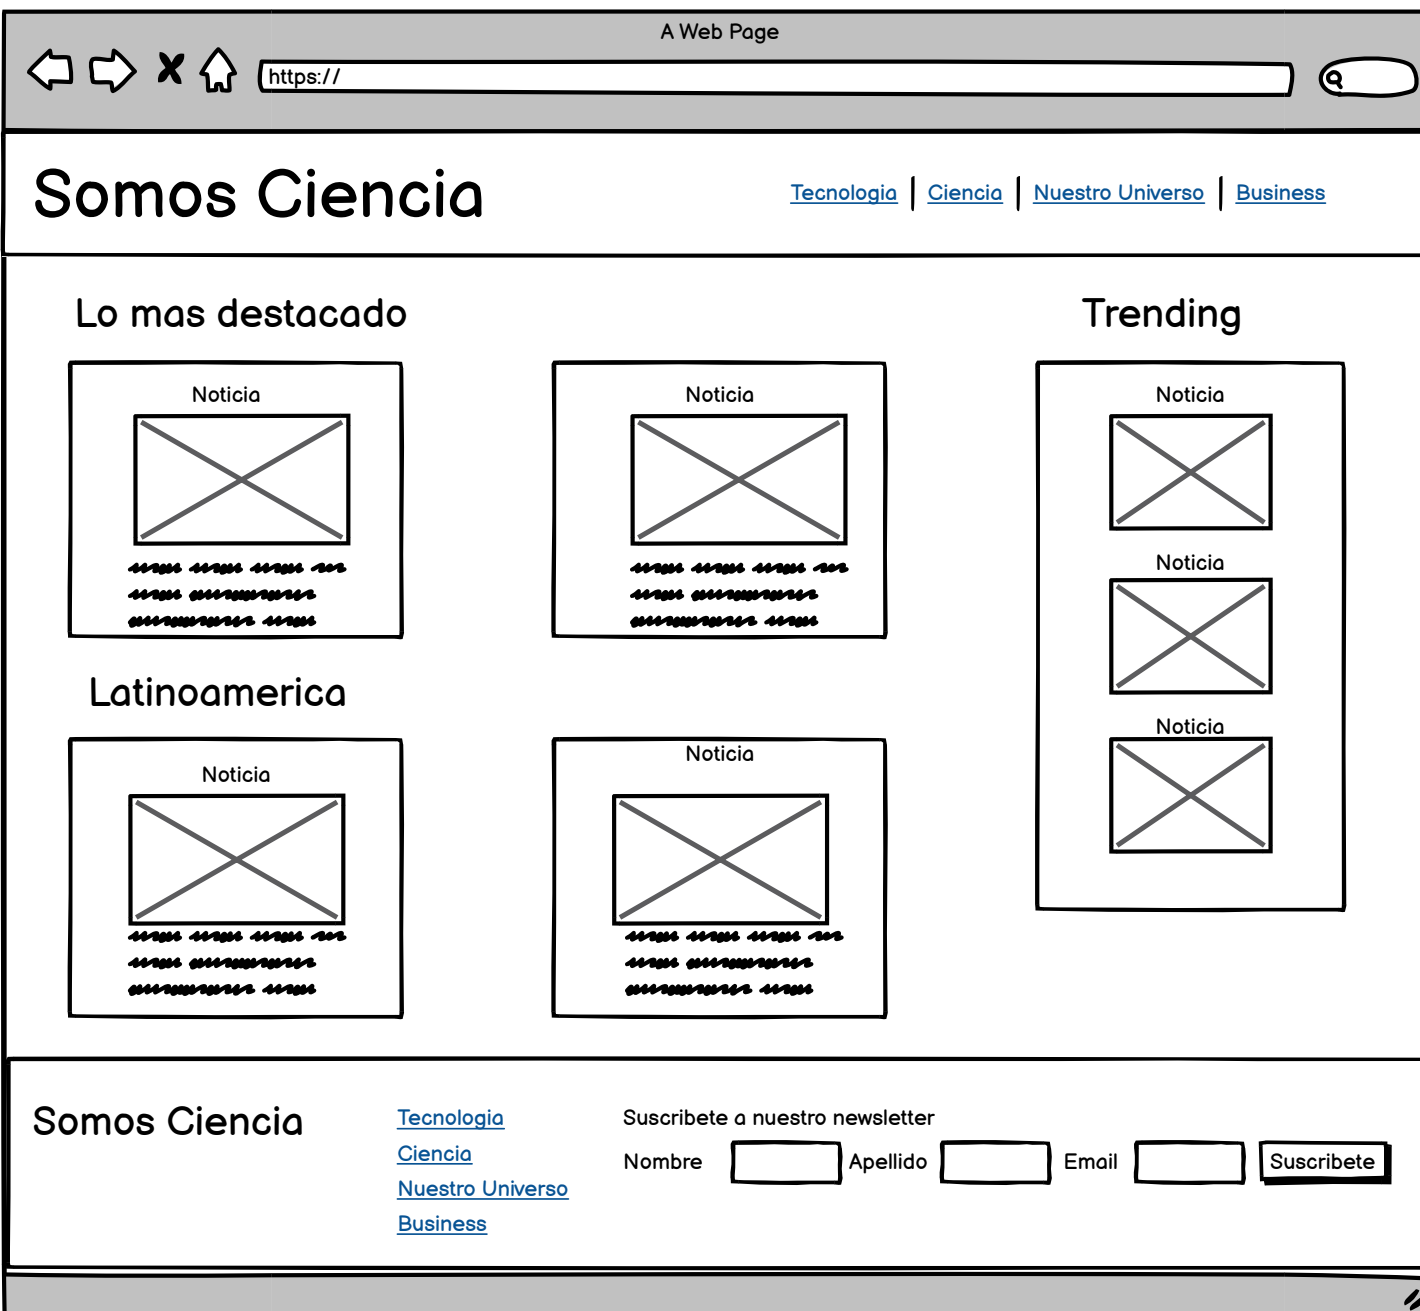 A Web Page
https://
Somos Ciencia
Tecnologia | Ciencia | Nuestro Universo | Business
Lo mas destacado
Trending
Noticia
Noticia
Noticia
Noticia
Noticia
Latinoamerica
Noticia
Noticia
Somos Ciencia
Tecnologia
Ciencia
Nuestro Universo
Business
Suscribete a nuestro newsletter
Nombre Apellido Email Suscribete